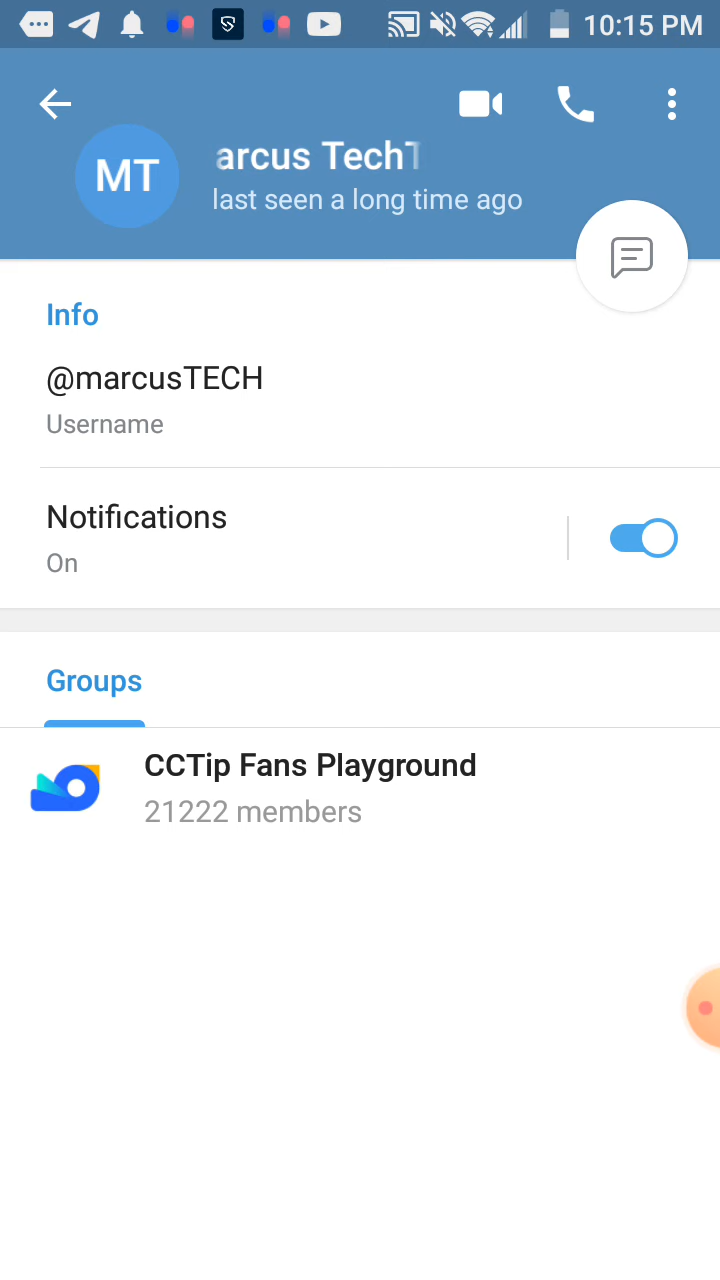 10:15 PM
MT
arcus TechT
last seen a long time ago
Info
@marcusTECH
Username
Notifications
On
Groups
CCTip Fans Playground
21222 members